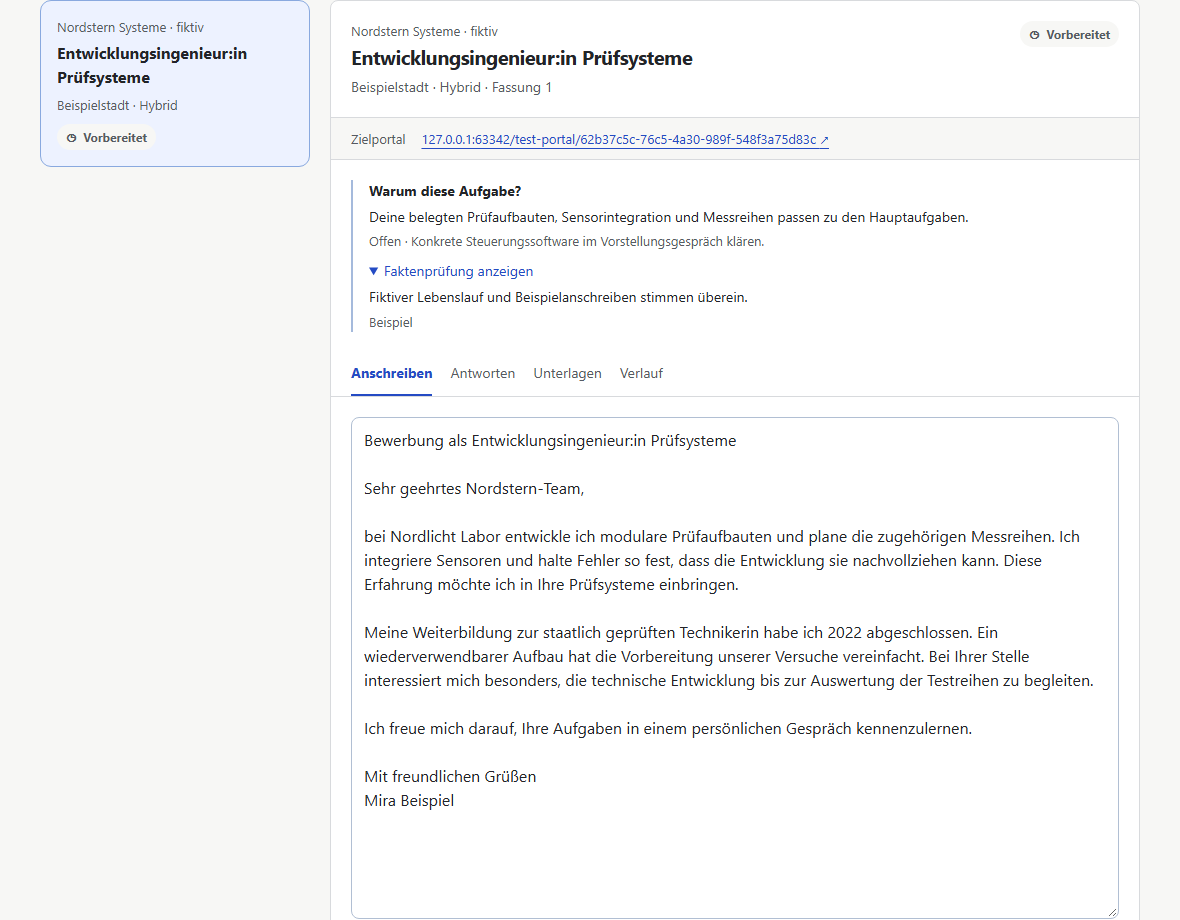 Nordstern Systeme · fiktiv
Entwicklungsingenieur:in
Prüfsysteme
Beispielstadt · Hybrid
Vorbereitet
Nordstern Systeme · fiktiv
Entwicklungsingenieur:in Prüfsysteme
Beispielstadt · Hybrid · Fassung 1
Vorbereitet
Zielportal 127.0.0.1:63342/test-portal/62b37c5c-76c5-4a30-989f-548f3a75d83c ↗
Warum diese Aufgabe?
Deine belegten Prüfaufbauten, Sensorintegration und Messreihen passen zu den Hauptaufgaben.
Offen · Konkrete Steuerungssoftware im Vorstellungsgespräch klären.
▼ Faktenprüfung anzeigen
Fiktiver Lebenslauf und Beispielanschreiben stimmen überein.
Beispiel
Anschreiben Antworten Unterlagen Verlauf
Bewerbung als Entwicklungsingenieur:in Prüfsysteme
Sehr geehrtes Nordstern-Team,
bei Nordlicht Labor entwickle ich modulare Prüfaufbauten und plane die zugehörigen Messreihen. Ich
integriere Sensoren und halte Fehler so fest, dass die Entwicklung sie nachvollziehen kann. Diese
Erfahrung möchte ich in Ihre Prüfsysteme einbringen.
Meine Weiterbildung zur staatlich geprüften Technikerin habe ich 2022 abgeschlossen. Ein
wiederverwendbarer Aufbau hat die Vorbereitung unserer Versuche vereinfacht. Bei Ihrer Stelle
interessiert mich besonders, die technische Entwicklung bis zur Auswertung der Testreihen zu begleiten.
Ich freue mich darauf, Ihre Aufgaben in einem persönlichen Gespräch kennenzulernen.
Mit freundlichen Grüßen
Mira Beispiel